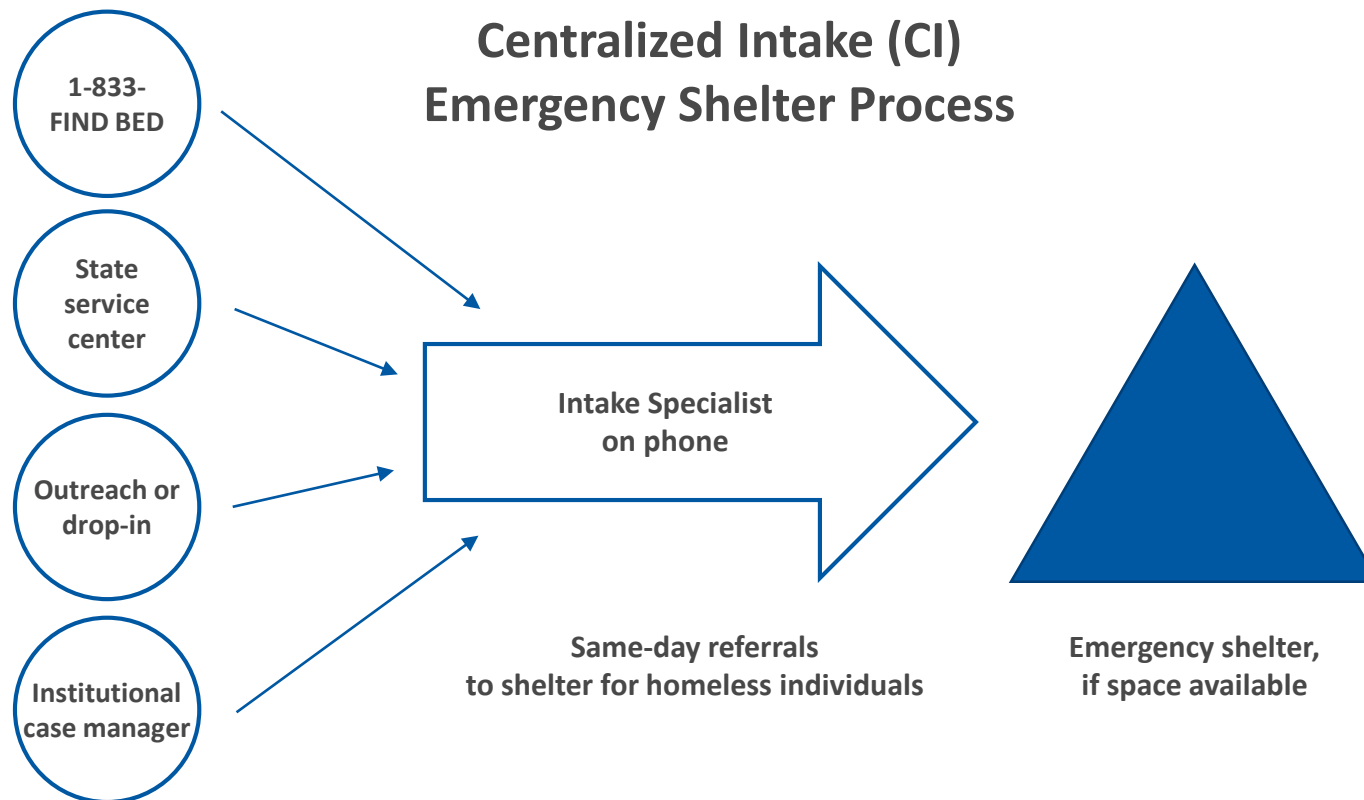 Centralized Intake (CI)
Emergency Shelter Process
1-833-
FIND BED
State
service
center
Outreach or
drop-in
Institutional
case manager
Intake Specialist
on phone
Same-day referrals
to shelter for homeless individuals
Emergency shelter,
if space available